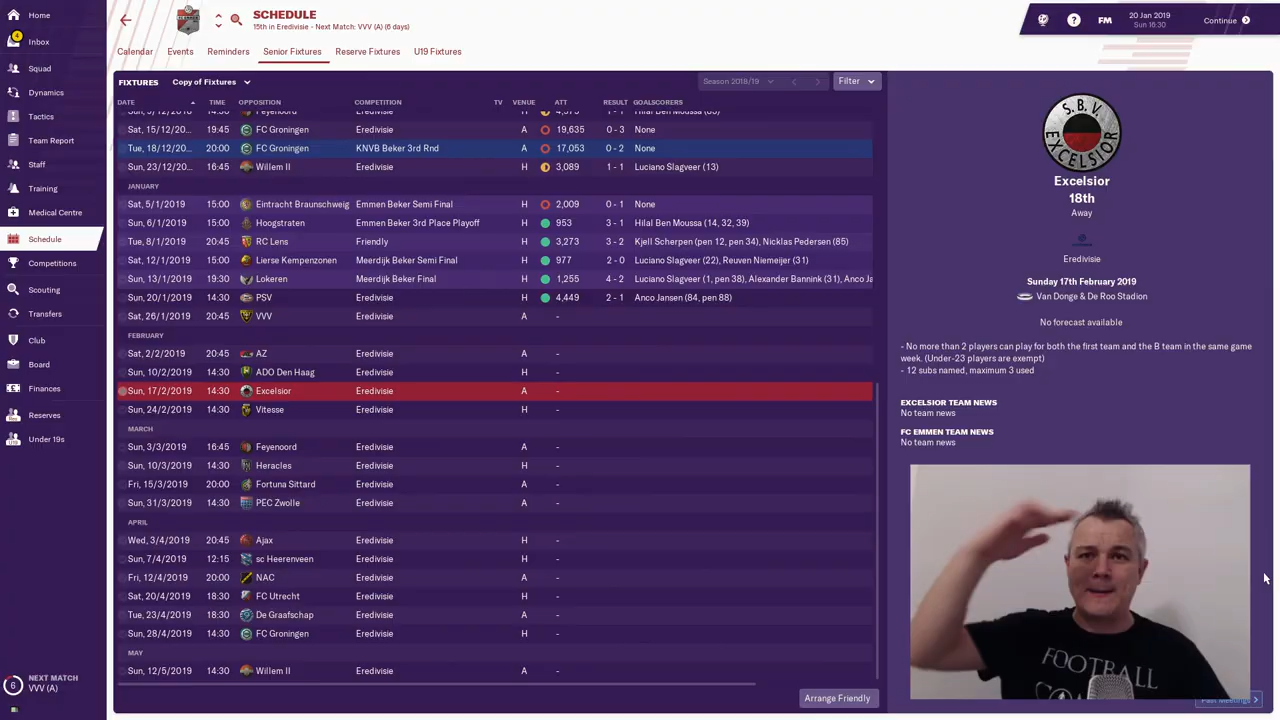 Home
4
Inbox
Squad
Dynamics
Tactics
Team Report
Staff
Training
Medical Centre
Schedule
Competitions
Scouting
Transfers
Club
Board
Finances
Reserves
Under 19s
6
NEXT MATCH
VVV (A)
SCHEDULE
15th in Eredivisie - Next Match: VVV (A) (6 days)
? FM 20 Jan 2019
Sun 16:30
Continue
Calendar Events Reminders Senior Fixtures Reserve Fixtures U19 Fixtures
FIXTURES Copy of Fixtures Season 2018/19 Filter
DATE TIME OPPOSITION COMPETITION TV VENUE ATT RESULT GOALSCORERS
Sat, 15/12/20... 19:45 FC Groningen Eredivisie A 19,635 0 - 3 None
Tue, 18/12/20... 20:00 FC Groningen KNVB Beker 3rd Rnd A 17,053 0 - 2 None
Sun, 23/12/20... 16:45 Willem II Eredivisie H 3,089 1 - 1 Luciano Slagveer (13)
JANUARY
Sat, 5/1/2019 15:00 Eintracht Braunschweig Emmen Beker Semi Final H 2,009 0 - 1 None
Sun, 6/1/2019 15:00 Hoogstraten Emmen Beker 3rd Place Playoff H 953 3 - 1 Hilal Ben Moussa (14, 32, 39)
Tue, 8/1/2019 20:45 RC Lens Friendly H 3,273 3 - 2 Kjell Scherpen (pen 12, pen 34), Nicklas Pedersen (85)
Sat, 12/1/2019 15:00 Lierse Kempenzonen Meerdijk Beker Semi Final H 977 2 - 0 Luciano Slagveer (22), Reuven Niemeijer (31)
Sun, 13/1/2019 19:30 Lokeren Meerdijk Beker Final H 1,255 4 - 2 Luciano Slagveer (1, pen 38), Alexander Bannink (31), Anco Ja
Sun, 20/1/2019 14:30 PSV Eredivisie H 4,449 2 - 1 Anco Jansen (84, pen 88)
Sat, 26/1/2019 20:45 VVV Eredivisie A -
FEBRUARY
Sat, 2/2/2019 20:45 AZ Eredivisie A -
Sun, 10/2/2019 14:30 ADO Den Haag Eredivisie H -
Sun, 17/2/2019 14:30 Excelsior Eredivisie A -
Sun, 24/2/2019 14:30 Vitesse Eredivisie H -
MARCH
Sun, 3/3/2019 16:45 Feyenoord Eredivisie A -
Sun, 10/3/2019 14:30 Heracles Eredivisie H -
Fri, 15/3/2019 20:00 Fortuna Sittard Eredivisie A -
Sun, 31/3/2019 14:30 PEC Zwolle Eredivisie A -
APRIL
Wed, 3/4/2019 20:45 Ajax Eredivisie H -
Sun, 7/4/2019 12:15 sc Heerenveen Eredivisie H -
Fri, 12/4/2019 20:00 NAC Eredivisie A -
Sat, 20/4/2019 18:30 FC Utrecht Eredivisie H -
Tue, 23/4/2019 18:30 De Graafschap Eredivisie A -
Sun, 28/4/2019 14:30 FC Groningen Eredivisie H -
MAY
Sun, 12/5/2019 14:30 Willem II Eredivisie A -
Arrange Friendly
S.B.V.
EXCELSIOR
Excelsior
18th
Away
Eredivisie
Sunday 17th February 2019
Van Donge & De Roo Stadion
No forecast available
- No more than 2 players can play for both the first team and the B team in the same game
week. (Under-23 players are exempt)
- 12 subs named, maximum 3 used
EXCELSIOR TEAM NEWS
No team news
FC EMMEN TEAM NEWS
No team news
FOOTBALL
Past Meetings